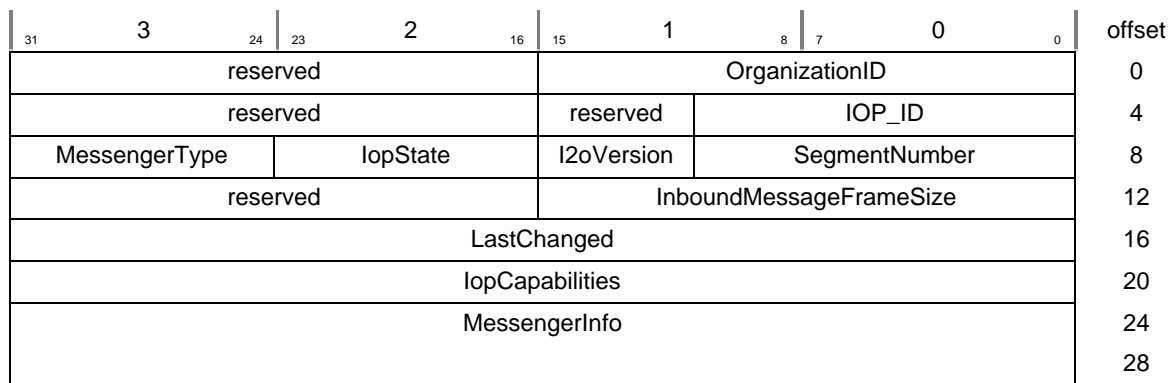 3 2 1 0 offset
31 24 23 16 15 8 7 0
reserved OrganizationID 0
reserved reserved IOP_ID 4
MessengerType IopState I2oVersion SegmentNumber 8
reserved InboundMessageFrameSize 12
LastChanged 16
IopCapabilities 20
MessengerInfo 24
28